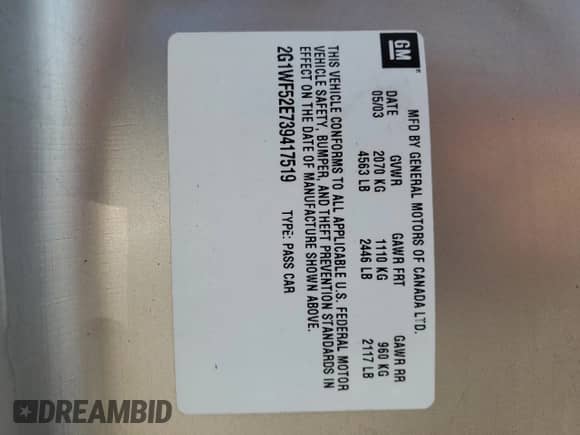 GM
MFD BY GENERAL MOTORS OF CANADA LTD.
DATE GVWR GAWR FRT GAWR RR
05/03 2070 KG 1110 KG 960 KG
4563 LB 2446 LB 2117 LB
THIS VEHICLE CONFORMS TO ALL APPLICABLE U.S. FEDERAL MOTOR
VEHICLE SAFETY, BUMPER, AND THEFT PREVENTION STANDARDS IN
EFFECT ON THE DATE OF MANUFACTURE SHOWN ABOVE.
2G1WF52E739417519 TYPE: PASS CAR
DREAMBID